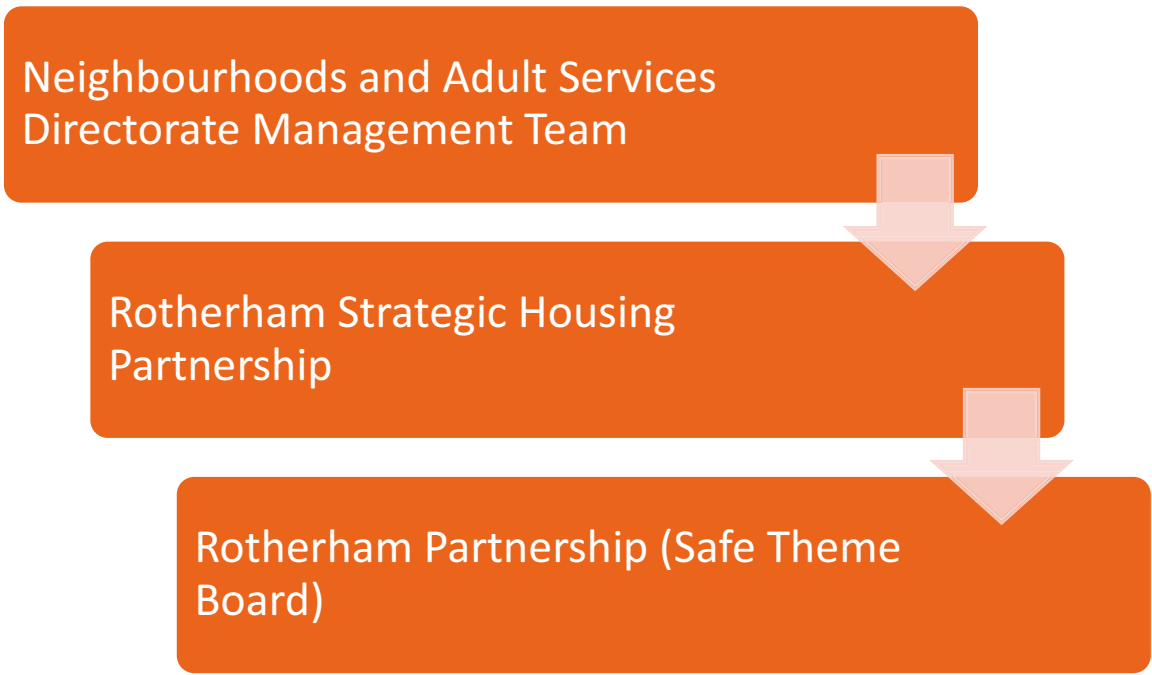 Neighbourhoods and Adult Services
Directorate Management Team
Rotherham Strategic Housing
Partnership
Rotherham Partnership (Safe Theme
Board)